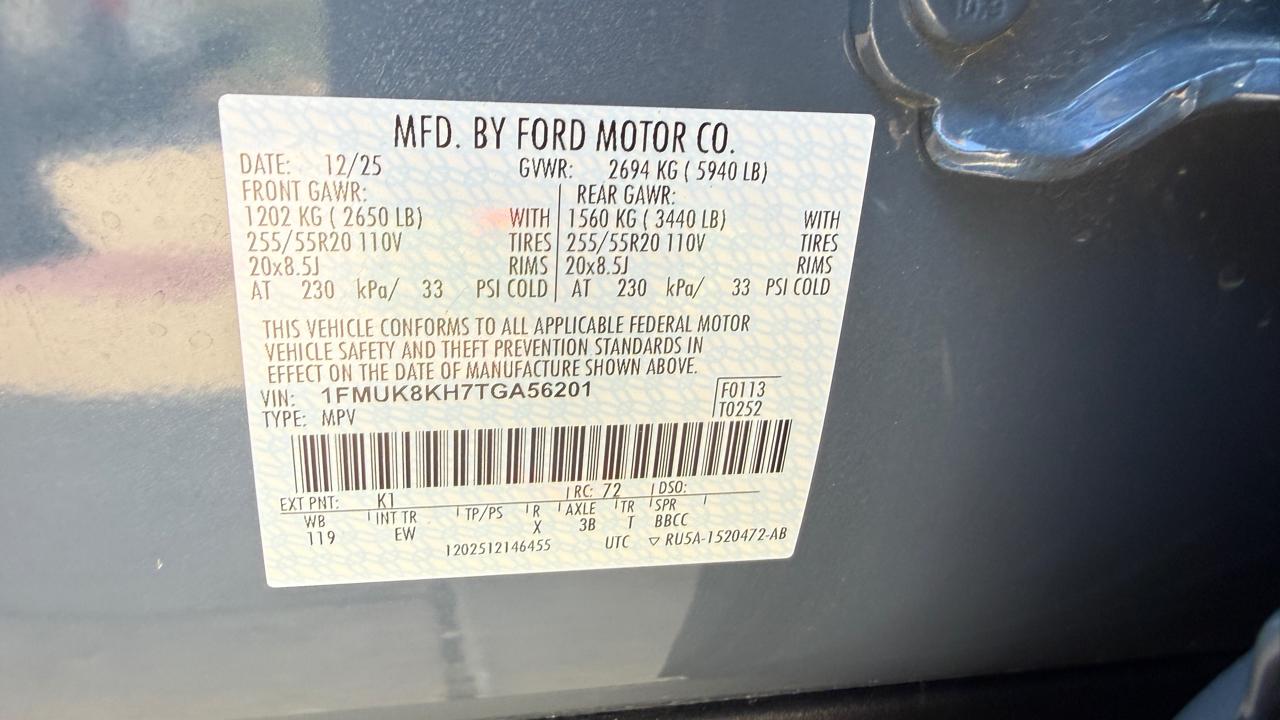 MFD. BY FORD MOTOR CO.
DATE: 12/25 GVWR: 2694 KG ( 5940 LB)
FRONT GAWR: REAR GAWR:
1202 KG ( 2650 LB) WITH 1560 KG ( 3440 LB) WITH
255/55R20 110V TIRES 255/55R20 110V TIRES
20x8.5J RIMS 20x8.5J RIMS
AT 230 kPa/ 33 PSI COLD AT 230 kPa/ 33 PSI COLD
THIS VEHICLE CONFORMS TO ALL APPLICABLE FEDERAL MOTOR
VEHICLE SAFETY AND THEFT PREVENTION STANDARDS IN
EFFECT ON THE DATE OF MANUFACTURE SHOWN ABOVE.
VIN: 1FMUK8KH7TGA56201 F0113
TYPE: MPV T0252
EXT PNT: K1 RC: 72 DSO:
WB INT TR TP/PS R AXLE TR SPR
119 EW X 3B T BBCC
1202512146455 UTC ▽ RU5A-1520472-AB